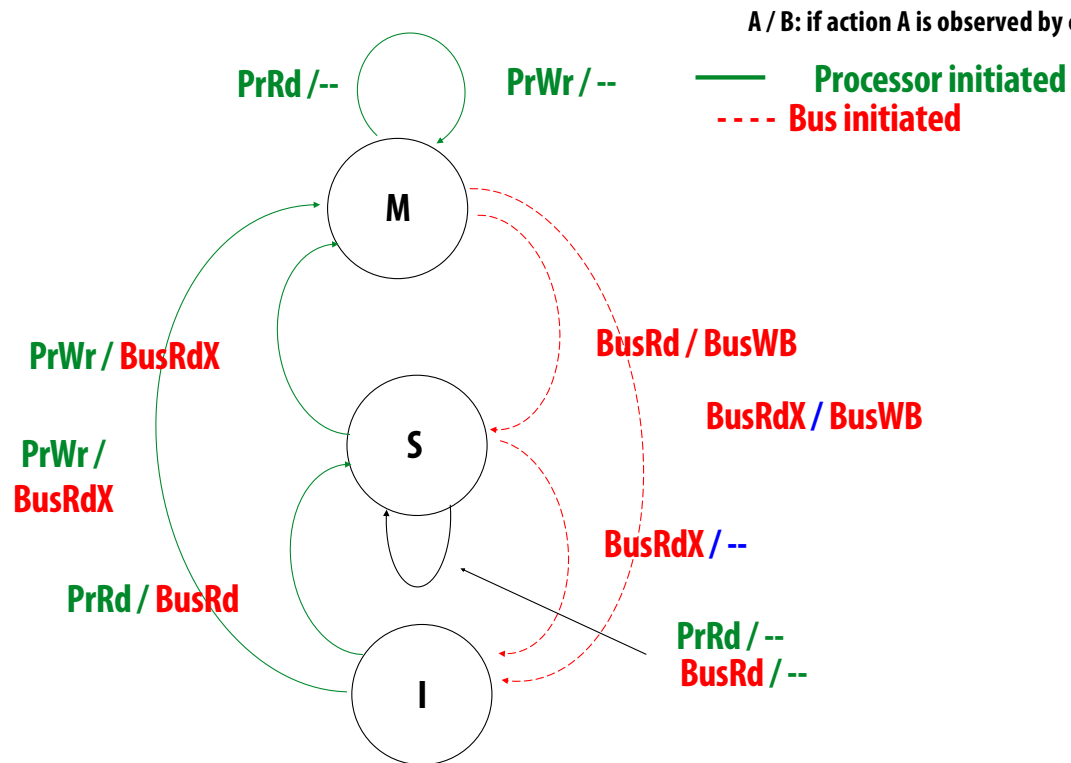 A / B: if action A is observed by
PrRd /--
PrWr / --
Processor initiated
Bus initiated
M
PrWr / BusRdX
BusRd / BusWB
BusRdX / BusWB
S
PrWr /
BusRdX
BusRdX / --
PrRd / BusRd
PrRd / --
BusRd / --
I